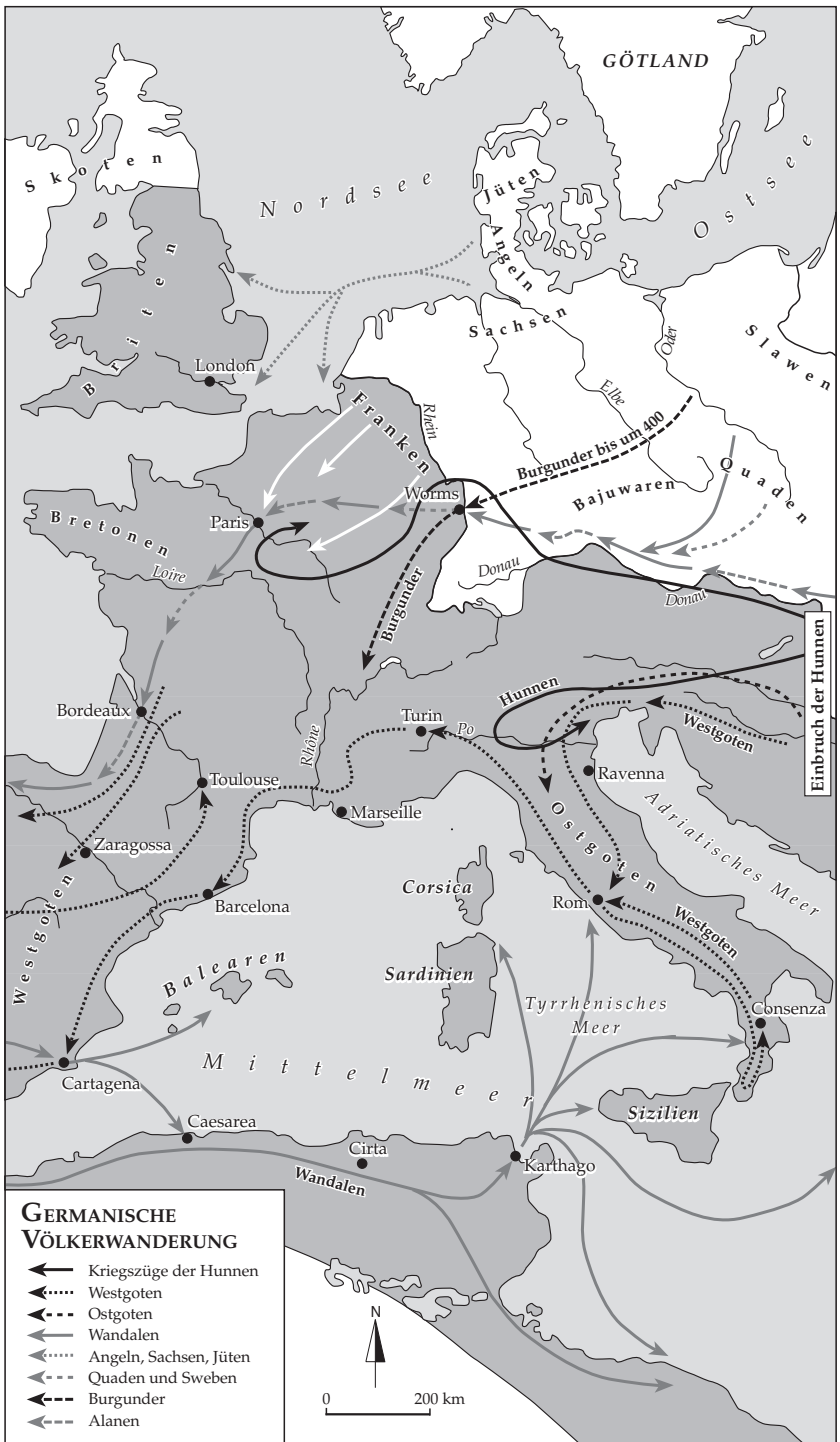 GÖTLAND
Skoten
Nordsee
Jüten
Ostsee
Angeln
Briten
Sachsen
Slawen
Oder
London
Elbe
Franken
Rhein
Burgunder bis um 400
Quaden
Bajuwaren
Worms
Paris
Bretonen
Donau
Loire
Donau
Burgunder
Einbruch der Hunnen
Hunnen
Bordeaux
Turin
Po
Westgoten
Rhône
Toulouse
Ravenna
Marseille
Adriatisches Meer
Ostgoten
Zaragossa
Corsica
Rom
Barcelona
Westgoten
Westgoten
Balearen
Sardinien
Tyrrhenisches
Meer
Consenza
Mittelmeer
Cartagena
Sizilien
Caesarea
Cirta
Karthago
Wandalen
GERMANISCHE
VÖLKERWANDERUNG
Kriegszüge der Hunnen
Westgoten
Ostgoten
Wandalen
Angeln, Sachsen, Jüten
Quaden und Sweben
Burgunder
Alanen
N
0 200 km